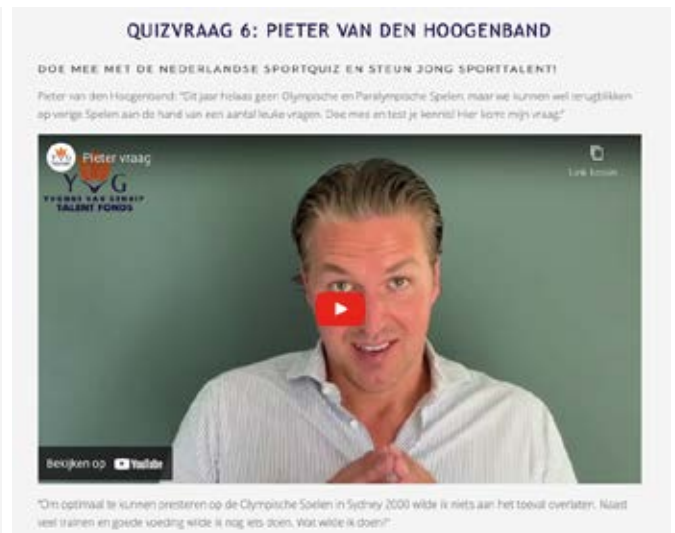 QUIZVRAAG 6: PIETER VAN DEN HOOGENBAND
DOE MEE MET DE NEDERLANDSE SPORTQUIZ EN STEUN JONG SPORTTALENT!
Pieter van den Hoogenband: "Dit jaar helaas geen Olympische en Paralympische Spelen, maar we kunnen wel terugblikken
op vorige Spelen aan de hand van een aantal leuke vragen. Doe mee en test je kennis! Hier komt mijn vraag:"
Pieter vraag
Link kopiëren
YVG
YVONNE VAN GENNIP
TALENT FONDS
Bekijken op YouTube
"Om optimaal te kunnen presteren op de Olympische Spelen in Sydney 2000 wilde ik niets aan het toeval overlaten. Naast
veel trainen en goede voeding wilde ik nog iets doen. Wat wilde ik doen?"